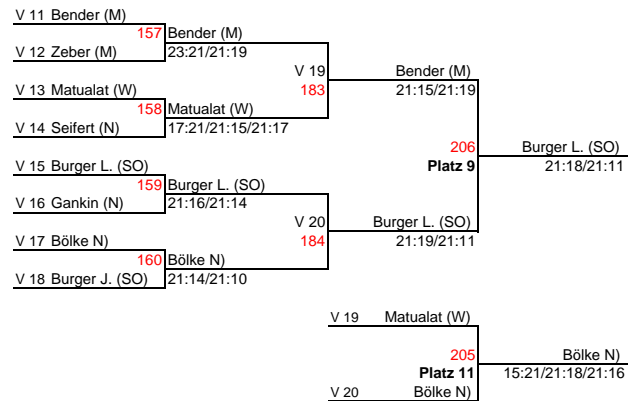 V 11 Bender (M)
157 Bender (M)
V 12 Zeber (M) 23:21/21:19
V 19 Bender (M)
V 13 Matualat (W) 183 21:15/21:19
158 Matualat (W)
V 14 Seifert (N) 17:21/21:15/21:17
206 Burger L. (SO)
V 15 Burger L. (SO) Platz 9 21:18/21:11
159 Burger L. (SO)
V 16 Gankin (N) 21:16/21:14
V 20 Burger L. (SO)
V 17 Bölke N) 184 21:19/21:11
160 Bölke N)
V 18 Burger J. (SO) 21:14/21:10
V 19 Matualat (W)
205 Bölke N)
Platz 11 15:21/21:18/21:16
V 20 Bölke N)